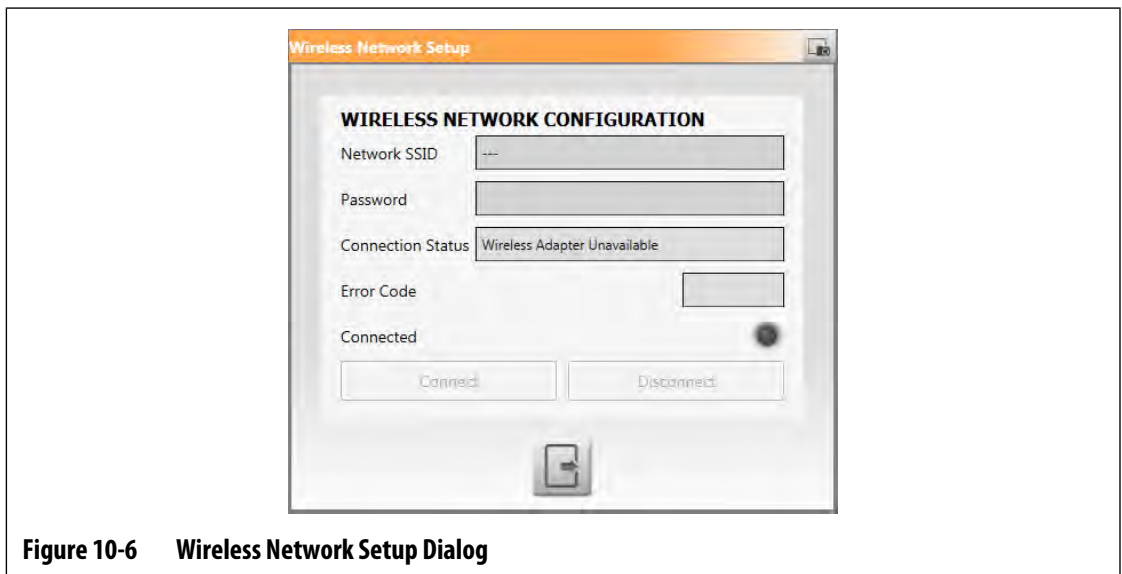 Wireless Network Setup
WIRELESS NETWORK CONFIGURATION
Network SSID ---
Password
Connection Status Wireless Adapter Unavailable
Error Code
Connected
Connect Disconnect
Figure 10-6 Wireless Network Setup Dialog